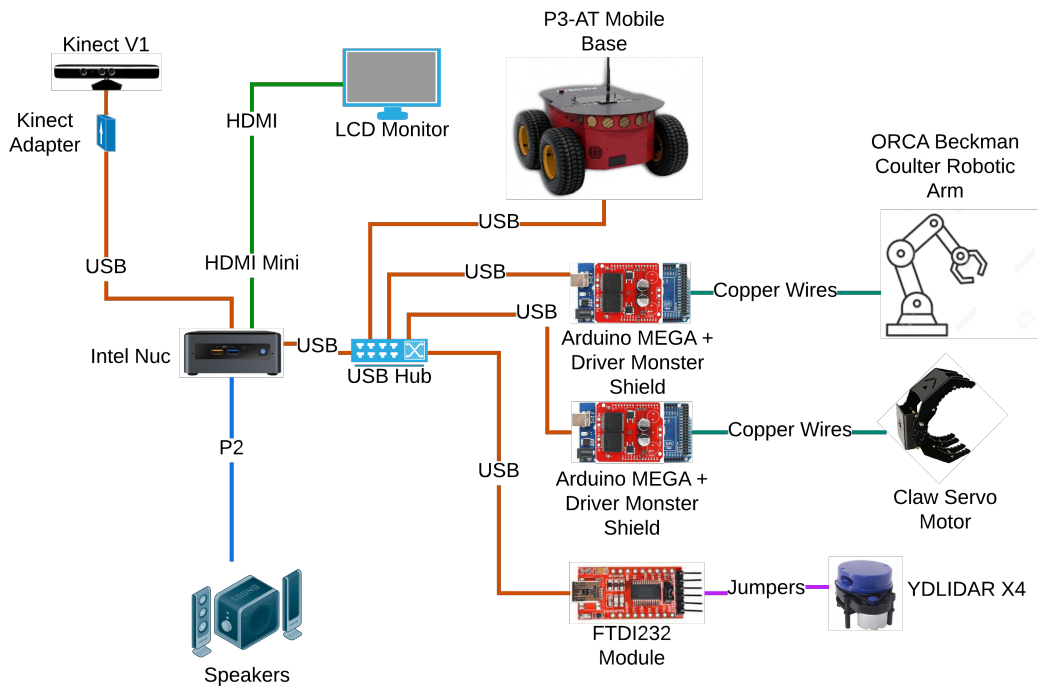 P3-AT Mobile
Base
Kinect V1
HDMI
LCD Monitor
Kinect
Adapter
ORCA Beckman
Coulter Robotic
Arm
USB
HDMI Mini
USB
USB
Copper Wires
USB
Intel Nuc
USB
USB Hub
Arduino MEGA +
Driver Monster
Shield
P2
Copper Wires
USB
Arduino MEGA +
Driver Monster
Shield
Claw Servo
Motor
SOUND
Jumpers
YDLIDAR X4
FTDI232
Module
Speakers